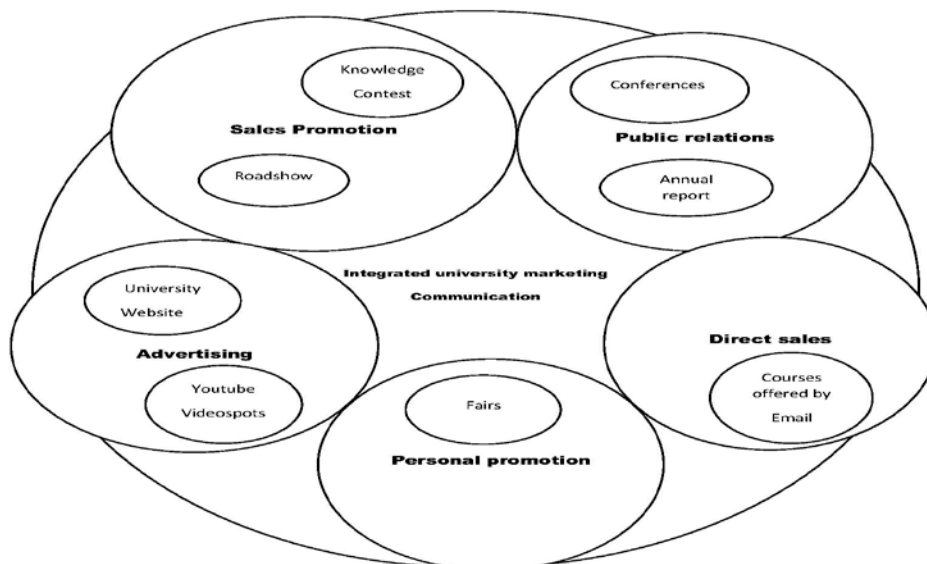 Knowledge
Contest
Sales Promotion
Roadshow
Conferences
Public relations
Annual
report
Integrated university marketing
Communication
University
Website
Advertising
Youtube
Videospots
Direct sales
Courses
offered by
Email
Fairs
Personal promotion